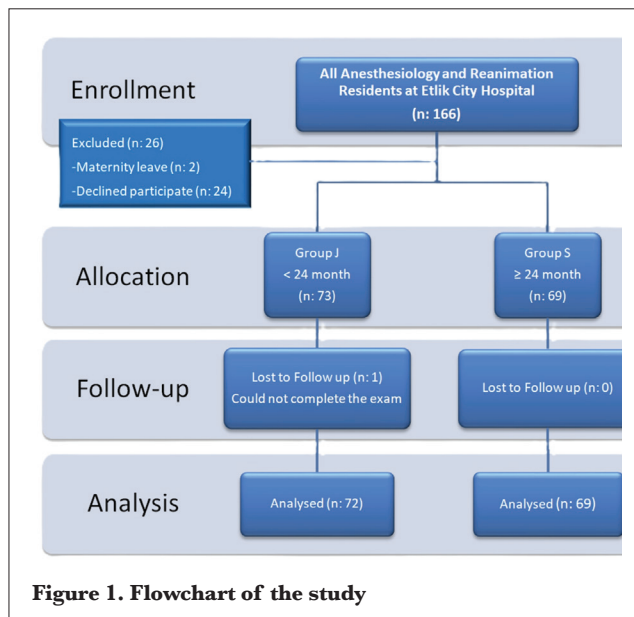 Enrollment
All Anesthesiology and Reanimation
Residents at Etlik City Hospital
(n: 166)
Excluded (n: 26)
-Maternity leave (n: 2)
-Declined participate (n: 24)
Allocation
Group J
< 24 month
(n: 73)
Group S
≥ 24 month
(n: 69)
Follow-up
Lost to Follow up (n: 1)
Could not complete the exam
Lost to Follow up (n: 0)
Analysis
Analysed (n: 72)
Analysed (n: 69)
Figure 1. Flowchart of the study